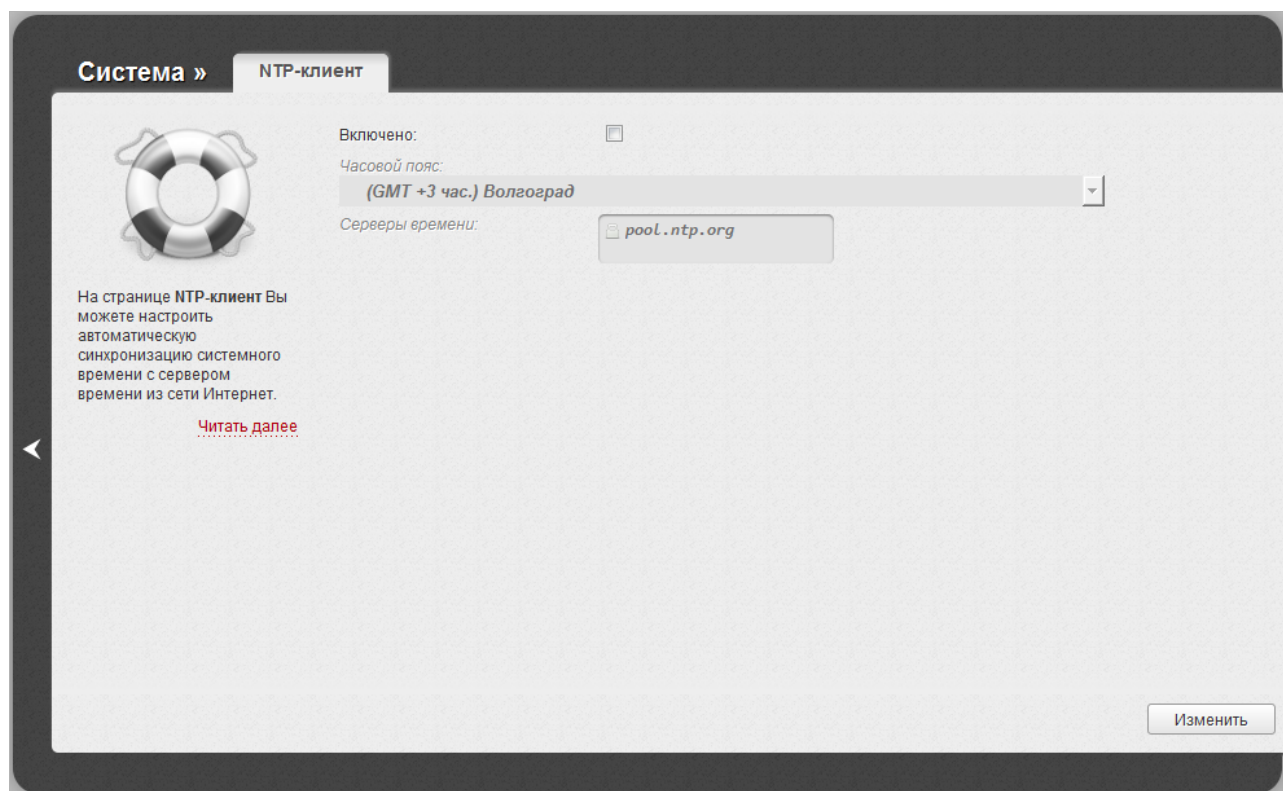 Система »
NTP-клиент
Включено:
Часовой пояс:
(GMT +3 час.) Волгоград
Серверы времени:
pool.ntp.org
На странице NTP-клиент Вы
можете настроить
автоматическую
синхронизацию системного
времени с сервером
времени из сети Интернет.
Читать далее
Изменить